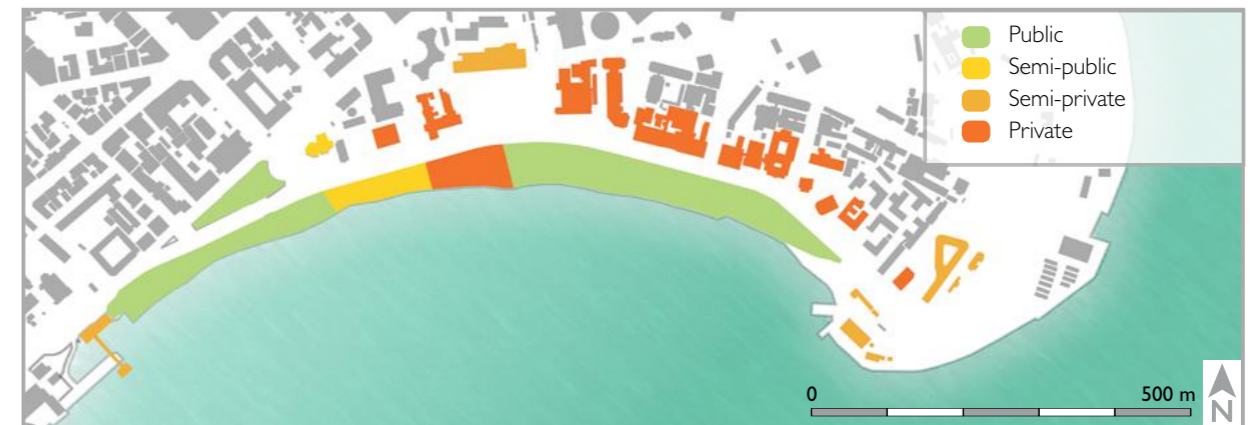 Public
Semi-public
Semi-private
Private
0 500 m
N